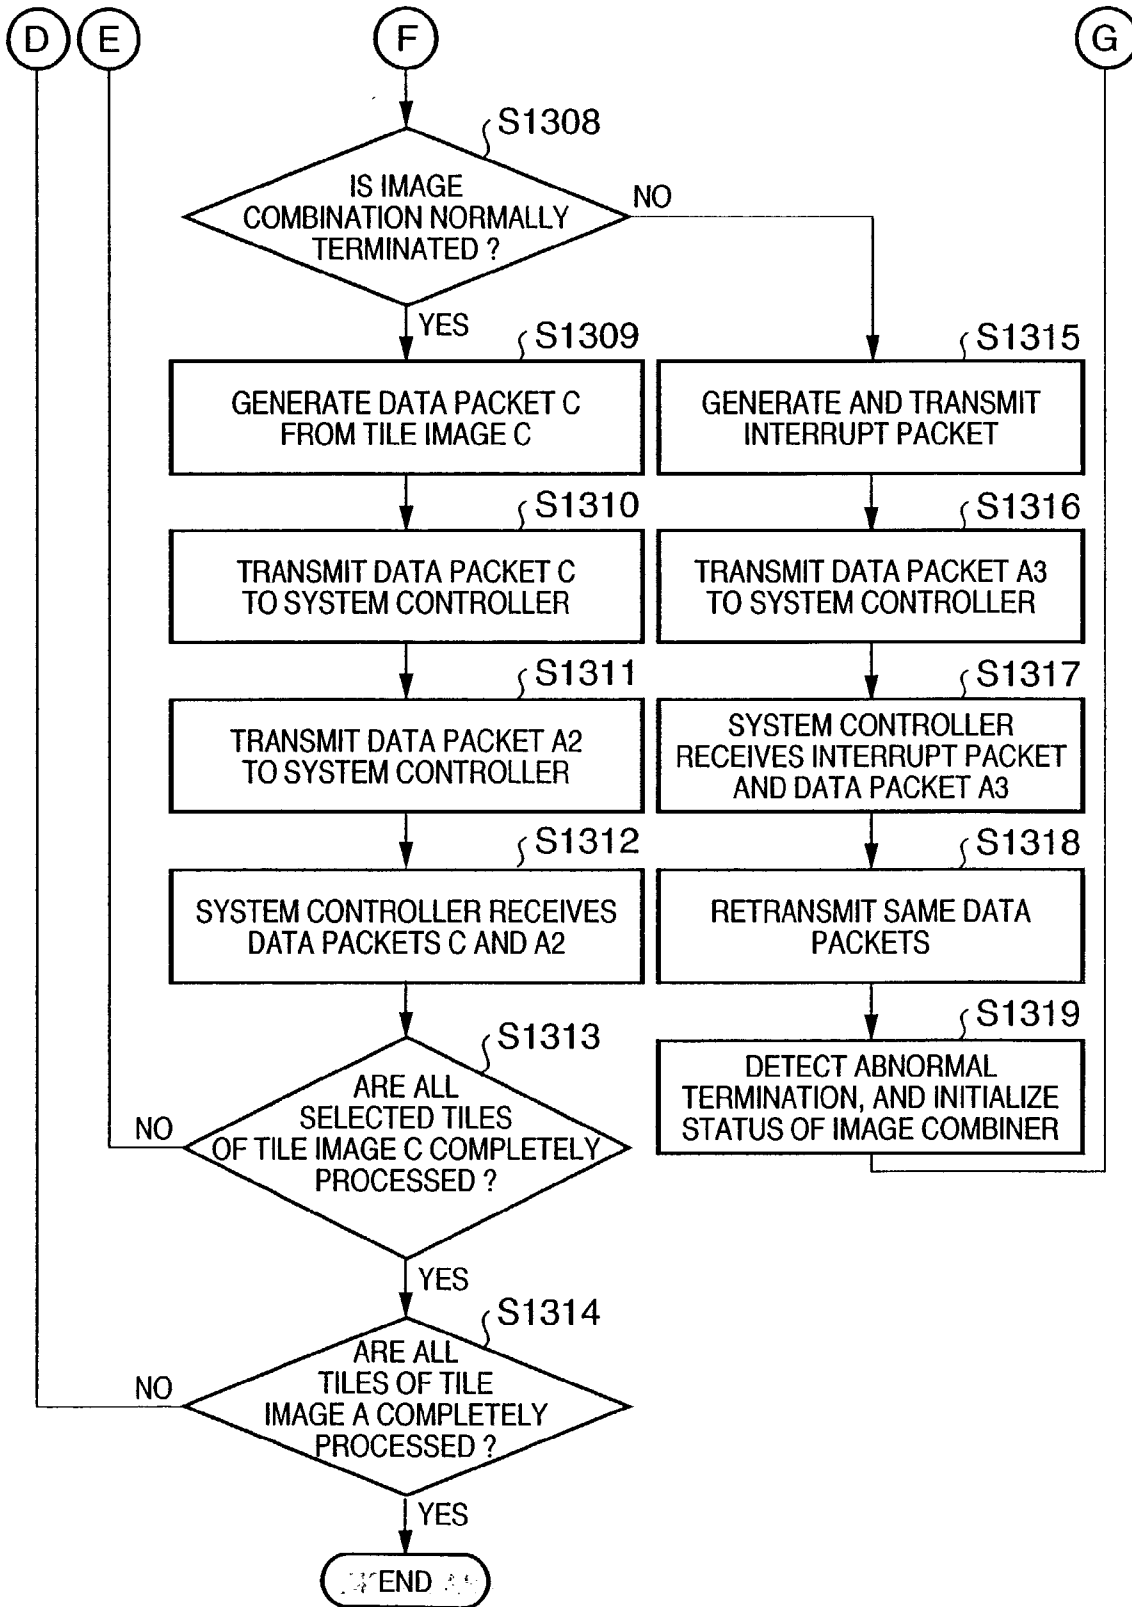 D
E
F
G
S1308
IS IMAGE
COMBINATION NORMALLY
TERMINATED ?
NO
YES
S1309
GENERATE DATA PACKET C
FROM TILE IMAGE C
S1310
TRANSMIT DATA PACKET C
TO SYSTEM CONTROLLER
S1311
TRANSMIT DATA PACKET A2
TO SYSTEM CONTROLLER
S1312
SYSTEM CONTROLLER RECEIVES
DATA PACKETS C AND A2
S1313
ARE ALL
SELECTED TILES
OF TILE IMAGE C COMPLETELY
PROCESSED ?
NO
YES
S1314
ARE ALL
TILES OF TILE
IMAGE A COMPLETELY
PROCESSED ?
NO
YES
END
S1315
GENERATE AND TRANSMIT
INTERRUPT PACKET
S1316
TRANSMIT DATA PACKET A3
TO SYSTEM CONTROLLER
S1317
SYSTEM CONTROLLER
RECEIVES INTERRUPT PACKET
AND DATA PACKET A3
S1318
RETRANSMIT SAME DATA
PACKETS
S1319
DETECT ABNORMAL
TERMINATION, AND INITIALIZE
STATUS OF IMAGE COMBINER